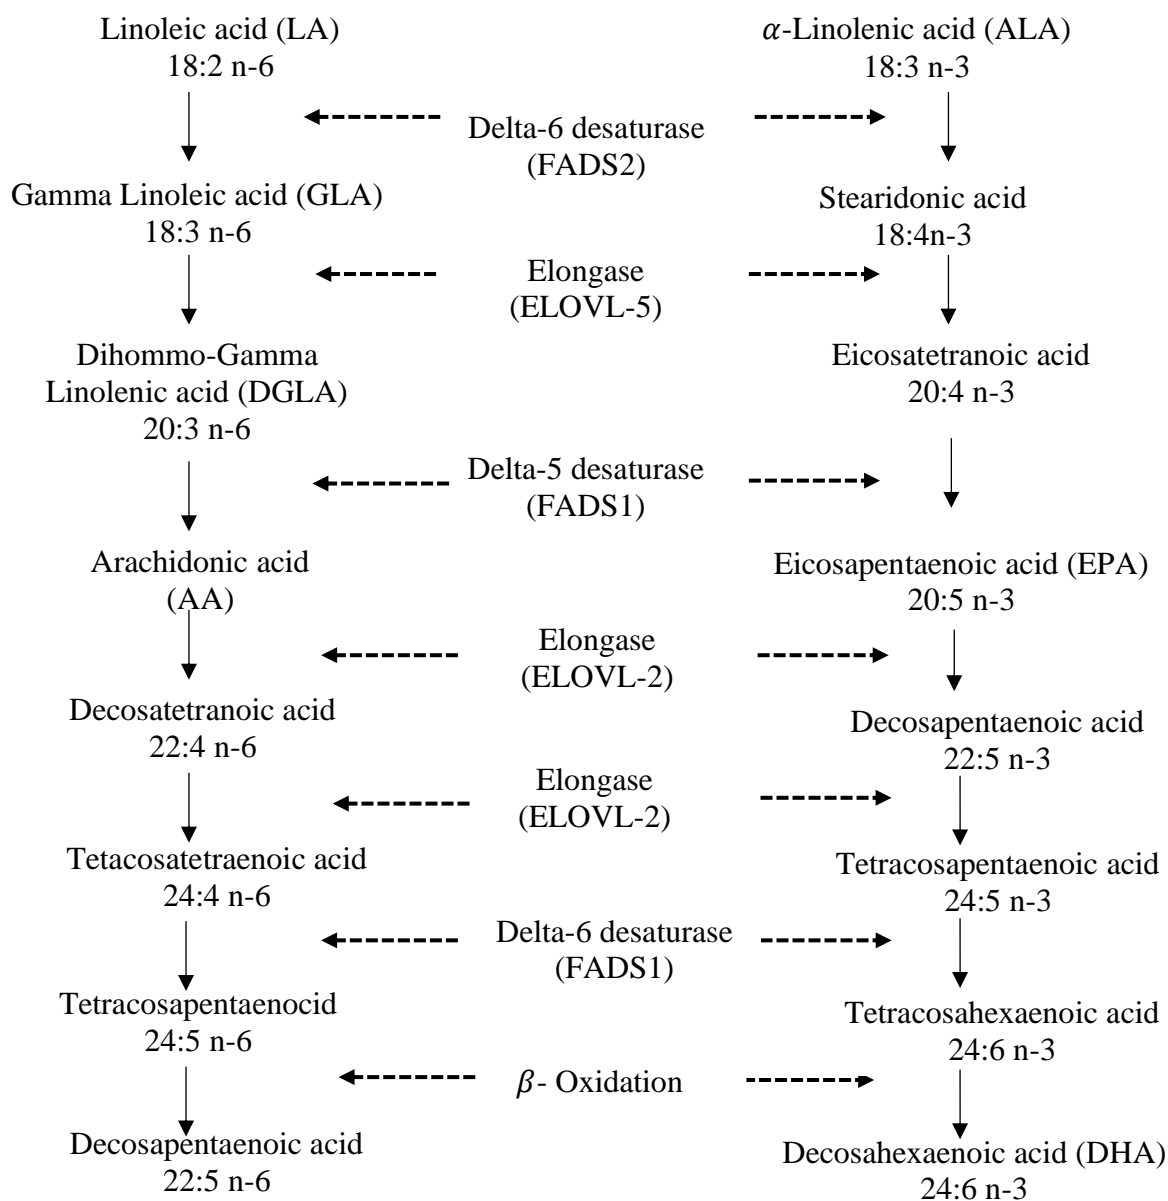 Linoleic acid (LA)
18:2 n-6
𝛼-Linolenic acid (ALA)
18:3 n-3
Delta-6 desaturase
(FADS2)
Gamma Linoleic acid (GLA)
18:3 n-6
Stearidonic acid
18:4n-3
Elongase
(ELOVL-5)
Dihommo-Gamma
Linolenic acid (DGLA)
20:3 n-6
Eicosatetranoic acid
20:4 n-3
Delta-5 desaturase
(FADS1)
Arachidonic acid
(AA)
Eicosapentaenoic acid (EPA)
20:5 n-3
Elongase
(ELOVL-2)
Decosatetranoic acid
22:4 n-6
Decosapentaenoic acid
22:5 n-3
Elongase
(ELOVL-2)
Tetacosatetraenoic acid
24:4 n-6
Tetracosapentaenoic acid
24:5 n-3
Delta-6 desaturase
(FADS1)
Tetracosapentaenocid
24:5 n-6
Tetracosahexaenoic acid
24:6 n-3
𝛽- Oxidation
Decosapentaenoic acid
22:5 n-6
Decosahexaenoic acid (DHA)
24:6 n-3